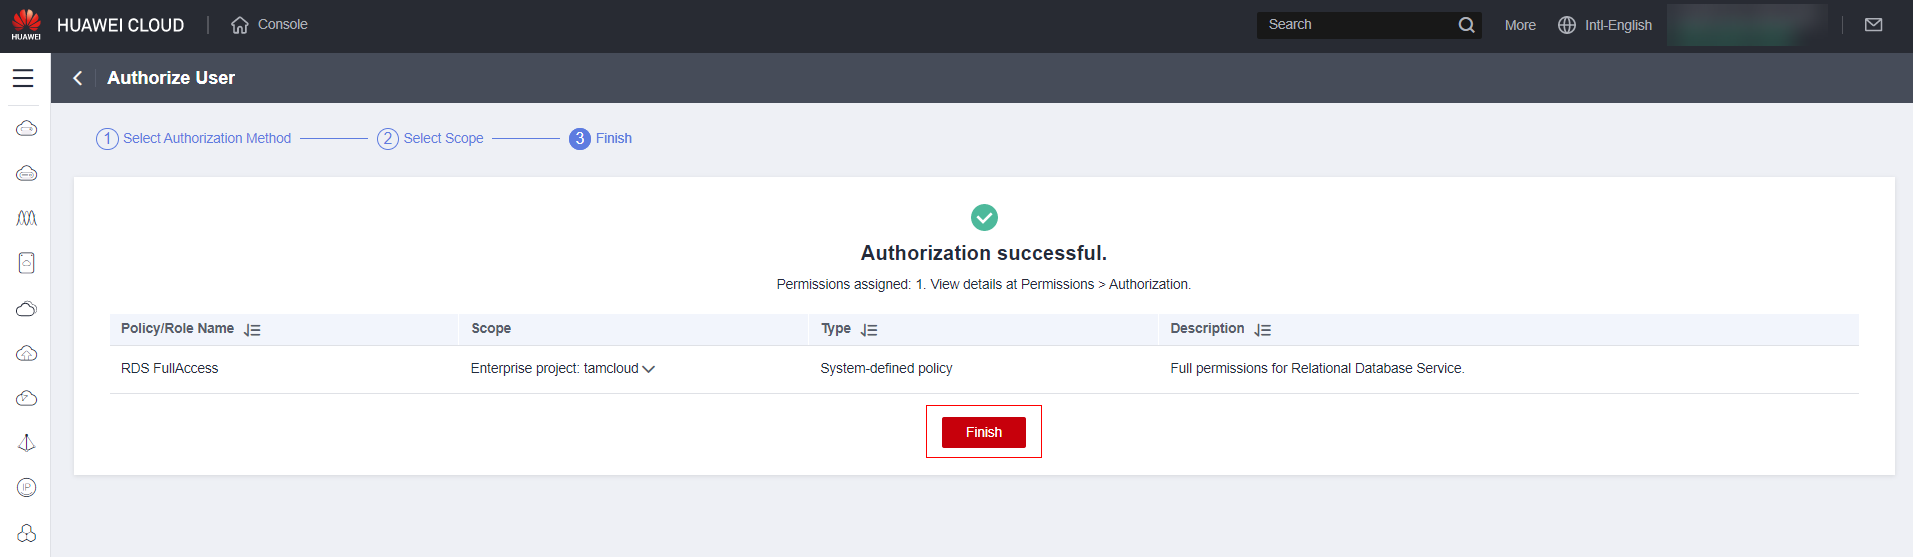 HUAWEI
HUAWEI CLOUD
Console
Search
More
Intl-English
Authorize User
1 Select Authorization Method
2 Select Scope
3 Finish
Authorization successful.
Permissions assigned: 1. View details at Permissions > Authorization.
Policy/Role Name Scope Type Description
RDS FullAccess Enterprise project: tamcloud System-defined policy Full permissions for Relational Database Service.
Finish
IP